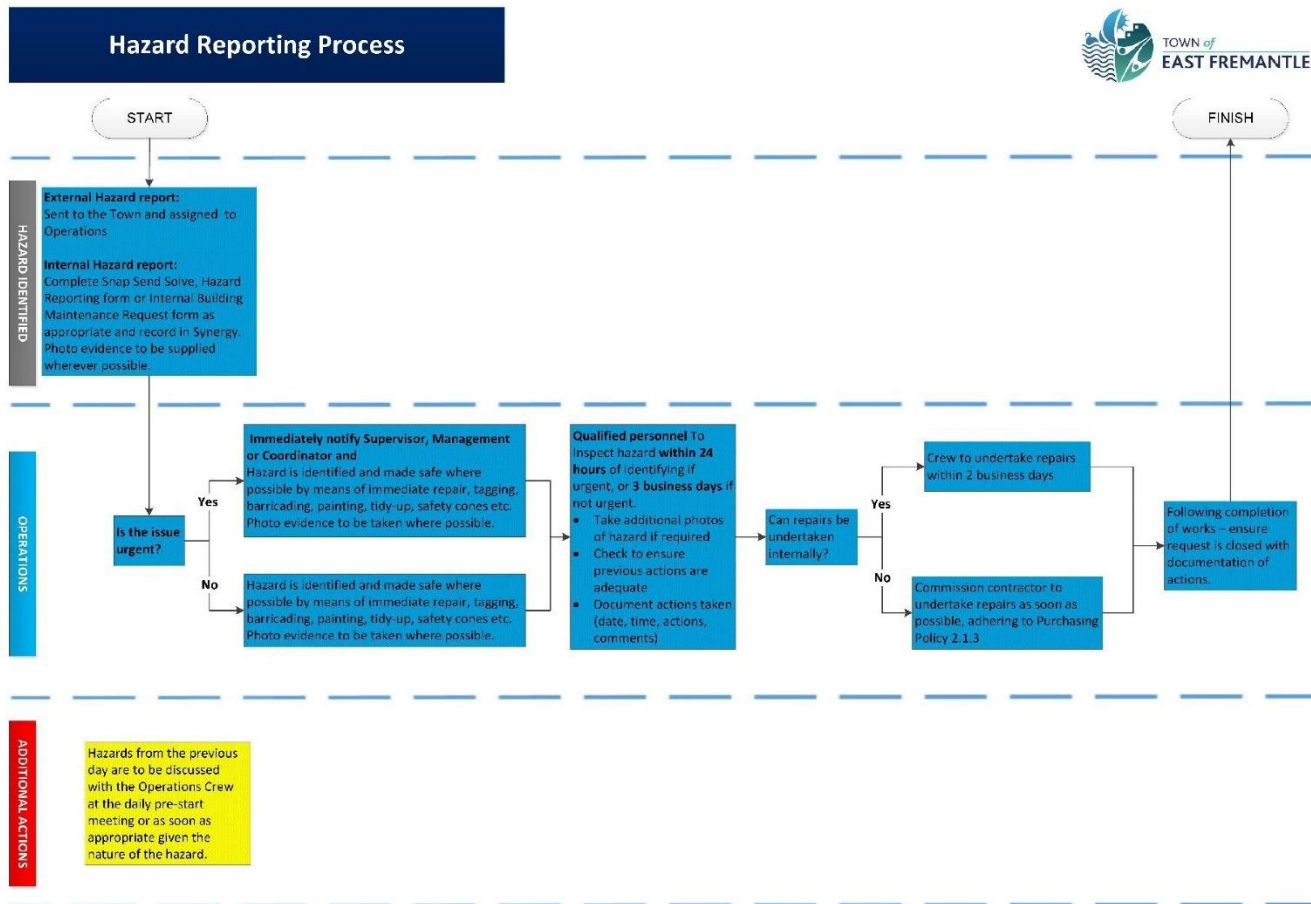 Hazard Reporting Process
TOWN of
EAST FREMANTLE
START
FINISH
HAZARD IDENTIFIED
External Hazard report:
Sent to the Town and assigned to
Operations
Internal Hazard report:
Complete Snap Send Solve, Hazard
Reporting form or Internal Building
Maintenance Request form as
appropriate and record in Synergy.
Photo evidence to be supplied
wherever possible.
OPERATIONS
Is the issue
urgent?
Yes
Immediately notify Supervisor, Management
or Coordinator and
Hazard is identified and made safe where
possible by means of immediate repair, tagging,
barricading, painting, tidy-up, safety cones etc.
Photo evidence to be taken where possible.
No
Hazard is identified and made safe where
possible by means of immediate repair, tagging,
barricading, painting, tidy-up, safety cones etc.
Photo evidence to be taken where possible.
Qualified personnel To
Inspect hazard within 24
hours of identifying if
urgent, or 3 business days if
not urgent.
• Take additional photos
of hazard if required
• Check to ensure
previous actions are
adequate
• Document actions taken
(date, time, actions,
comments)
Can repairs be
undertaken
internally?
Yes
Crew to undertake repairs
within 2 business days
No
Commission contractor to
undertake repairs as soon as
possible, adhering to Purchasing
Policy 2.1.3
Following completion
of works – ensure
request is closed with
documentation of
actions.
ADDITIONAL ACTIONS
Hazards from the previous
day are to be discussed
with the Operations Crew
at the daily pre-start
meeting or as soon as
appropriate given the
nature of the hazard.